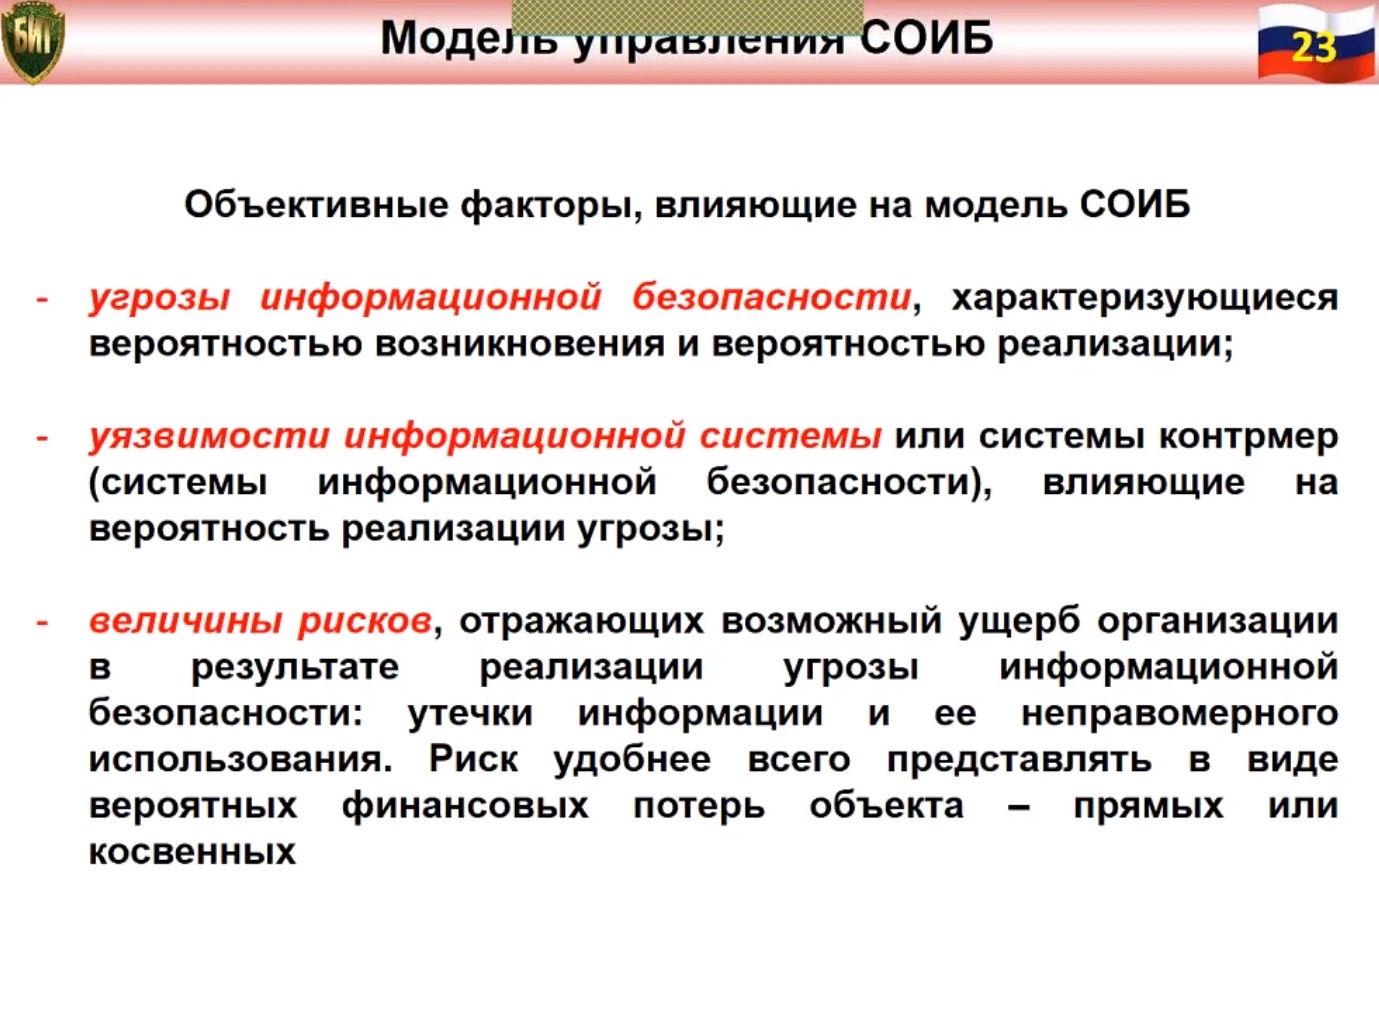 БИТ
Модель управления СОИБ
23
Объективные факторы, влияющие на модель СОИБ
- угрозы информационной безопасности, характеризующиеся
вероятностью возникновения и вероятностью реализации;
- уязвимости информационной системы или системы контрмер
(системы информационной безопасности), влияющие на
вероятность реализации угрозы;
- величины рисков, отражающих возможный ущерб организации
в результате реализации угрозы информационной
безопасности: утечки информации и ее неправомерного
использования. Риск удобнее всего представлять в виде
вероятных финансовых потерь объекта – прямых или
косвенных